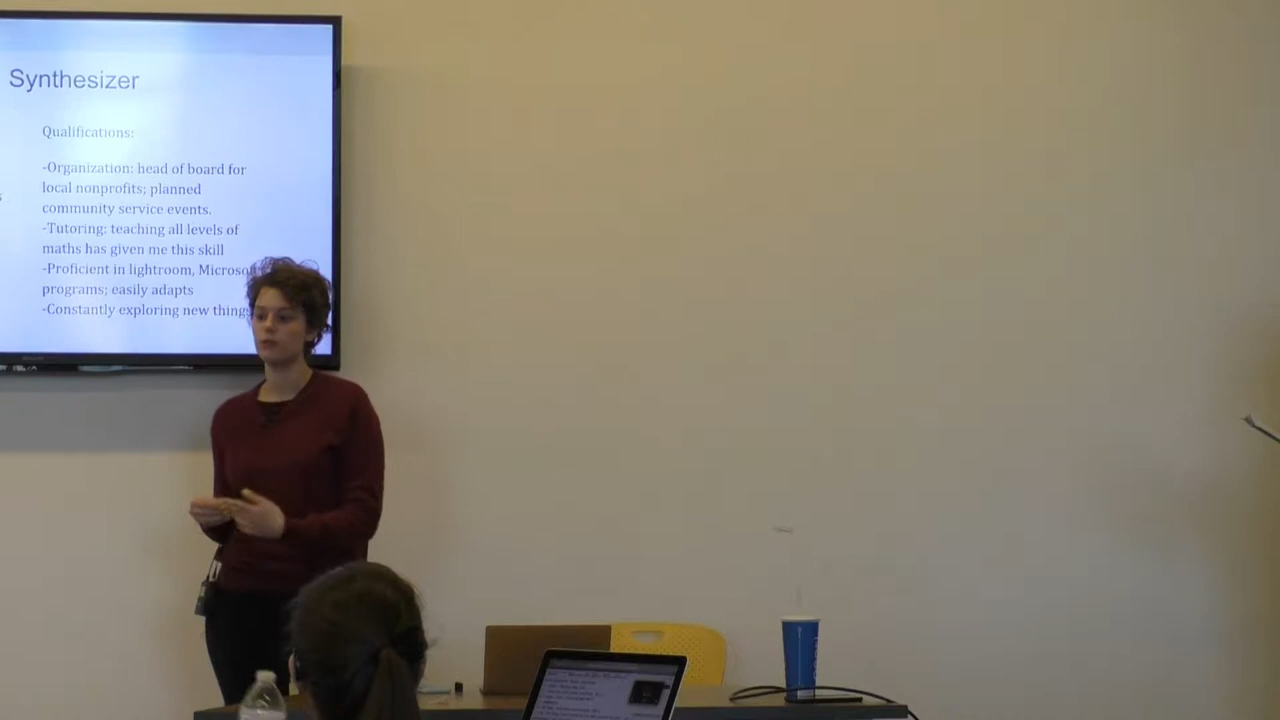 Synthesizer
Qualifications:
-Organization: head of board for
local nonprofits; planned
community service events.
-Tutoring: teaching all levels of
maths has given me this skill
-Proficient in lightroom, Microso
programs; easily adapts
-Constantly exploring new things